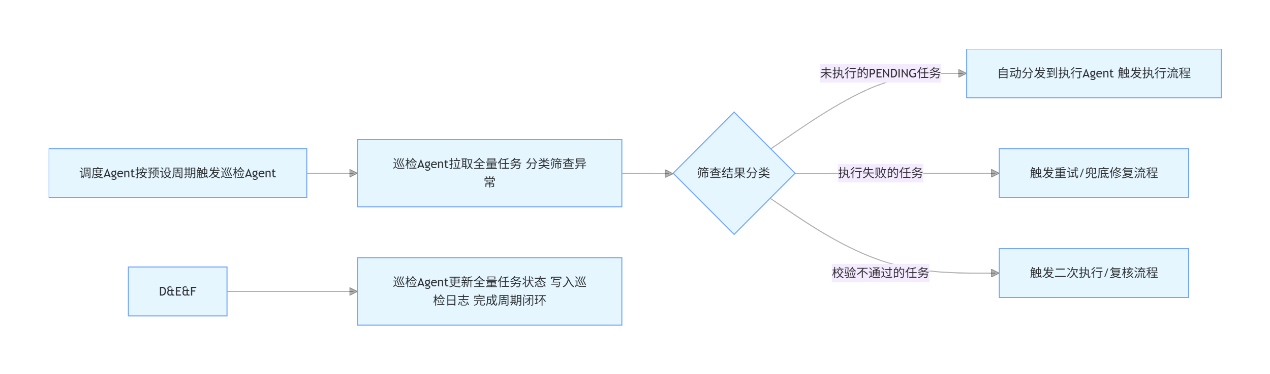 未执行的PENDING任务
自动分发到执行Agent 触发执行流程
调度Agent按预设周期触发巡检Agent
巡检Agent拉取全量任务 分类筛查异
常
筛查结果分类
执行失败的任务
触发重试/兜底修复流程
校验不通过的任务
触发二次执行/复核流程
D&E&F
巡检Agent更新全量任务状态 写入巡
检日志 完成周期闭环